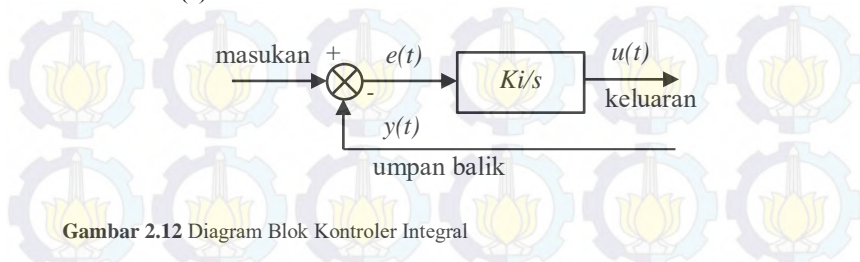 (s)
masukan + e(t) u(t)
Ki/s
-
keluaran
y(t)
umpan balik
Gambar 2.12 Diagram Blok Kontroler Integral